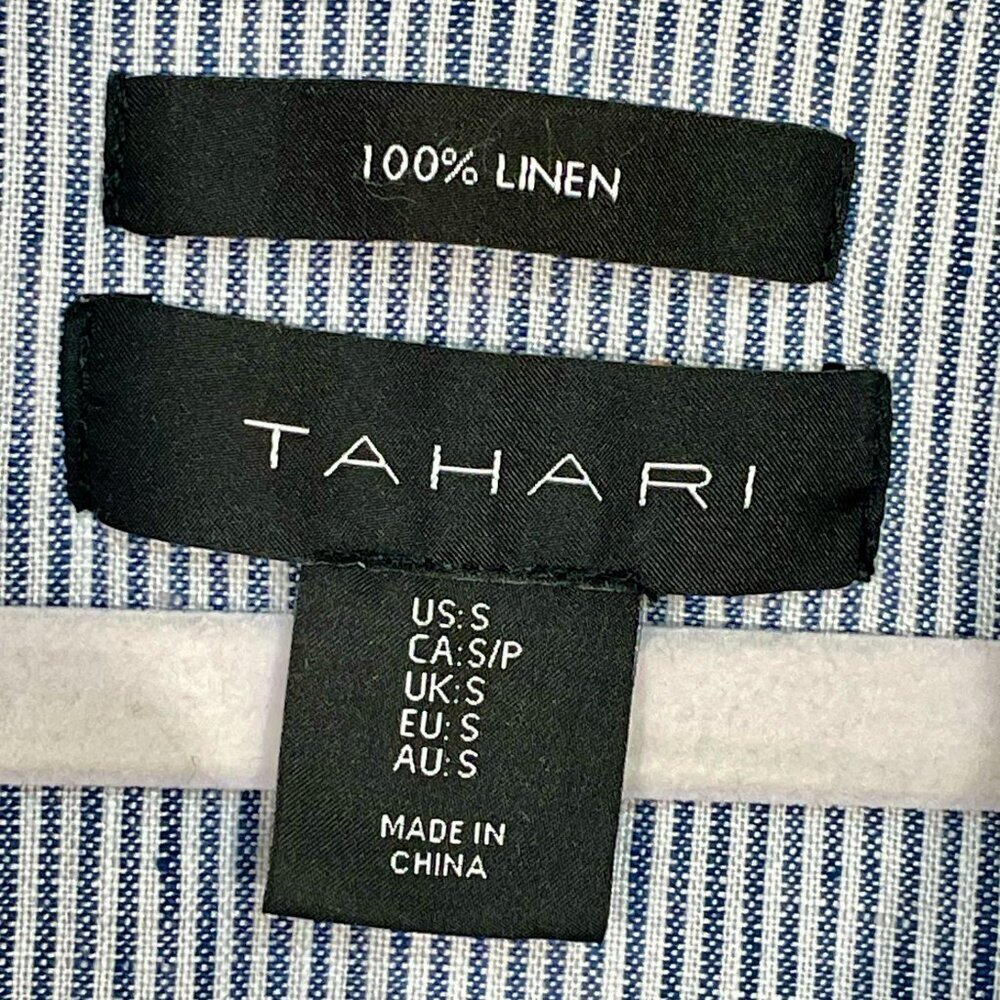 100% LINEN
TAHARI
US: S
CA: S/P
UK: S
EU: S
AU: S
MADE IN
CHINA